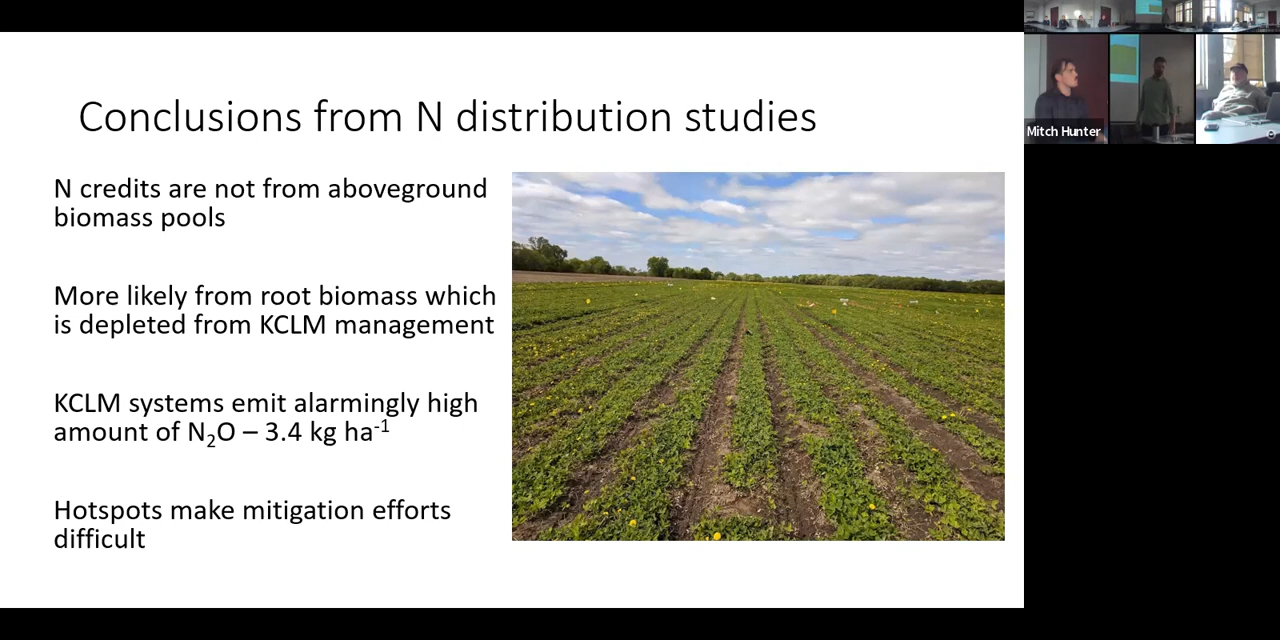 Conclusions from N distribution studies
N credits are not from aboveground
biomass pools
More likely from root biomass which
is depleted from KCLM management
KCLM systems emit alarmingly high
amount of N₂O – 3.4 kg ha⁻¹
Hotspots make mitigation efforts
difficult
Mitch Hunter